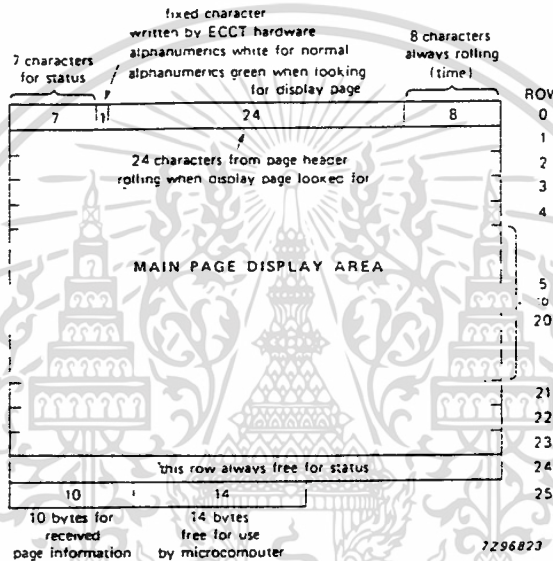 fixed character
written by ECCT hardware
alphanumerics white for normal
alphanumerics green when looking
for display page
7 characters
for status
8 characters
always rolling
(time)
ROW
7 1 24 8 0
24 characters from page header
rolling when display page looked for
1
2
3
4
MAIN PAGE DISPLAY AREA
5
to
20
21
22
23
this row always free for status 24
10 14 25
10 bytes for
received
page information
14 bytes
free for use
by microcomputer
7Z96823